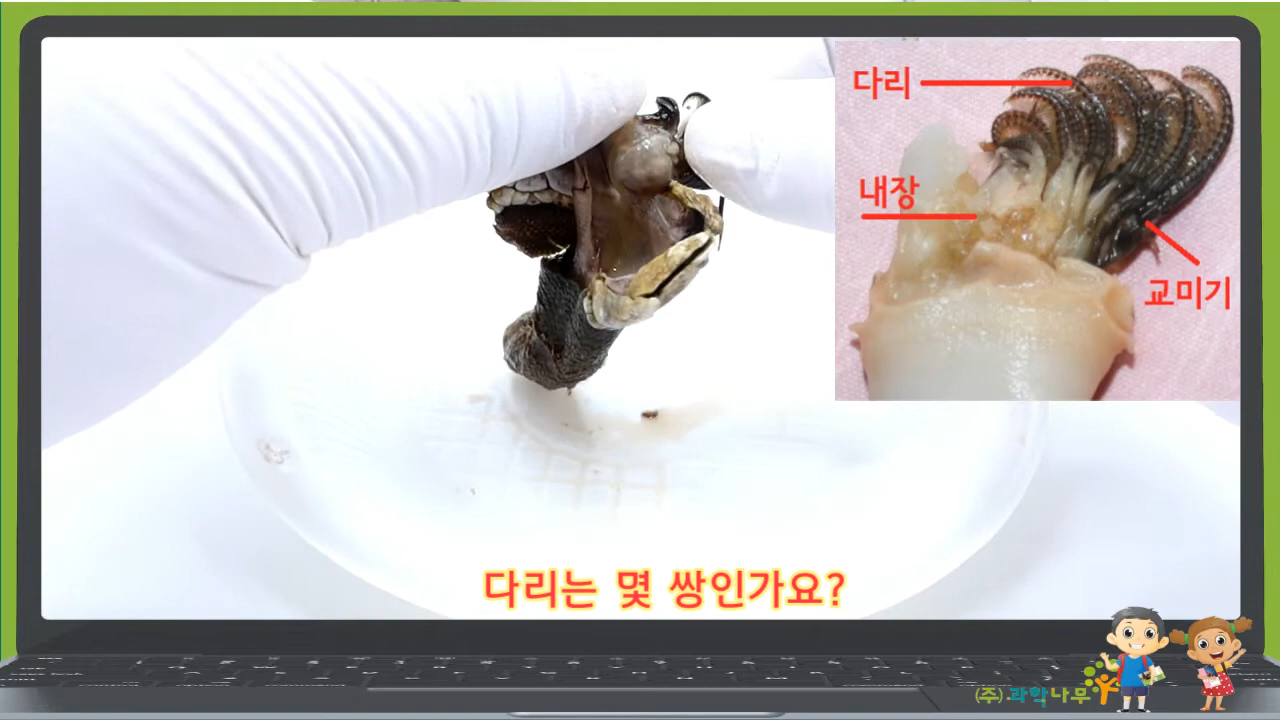 다리
내장
교미기
다리는 몇 쌍인가요?
(주)과학나무